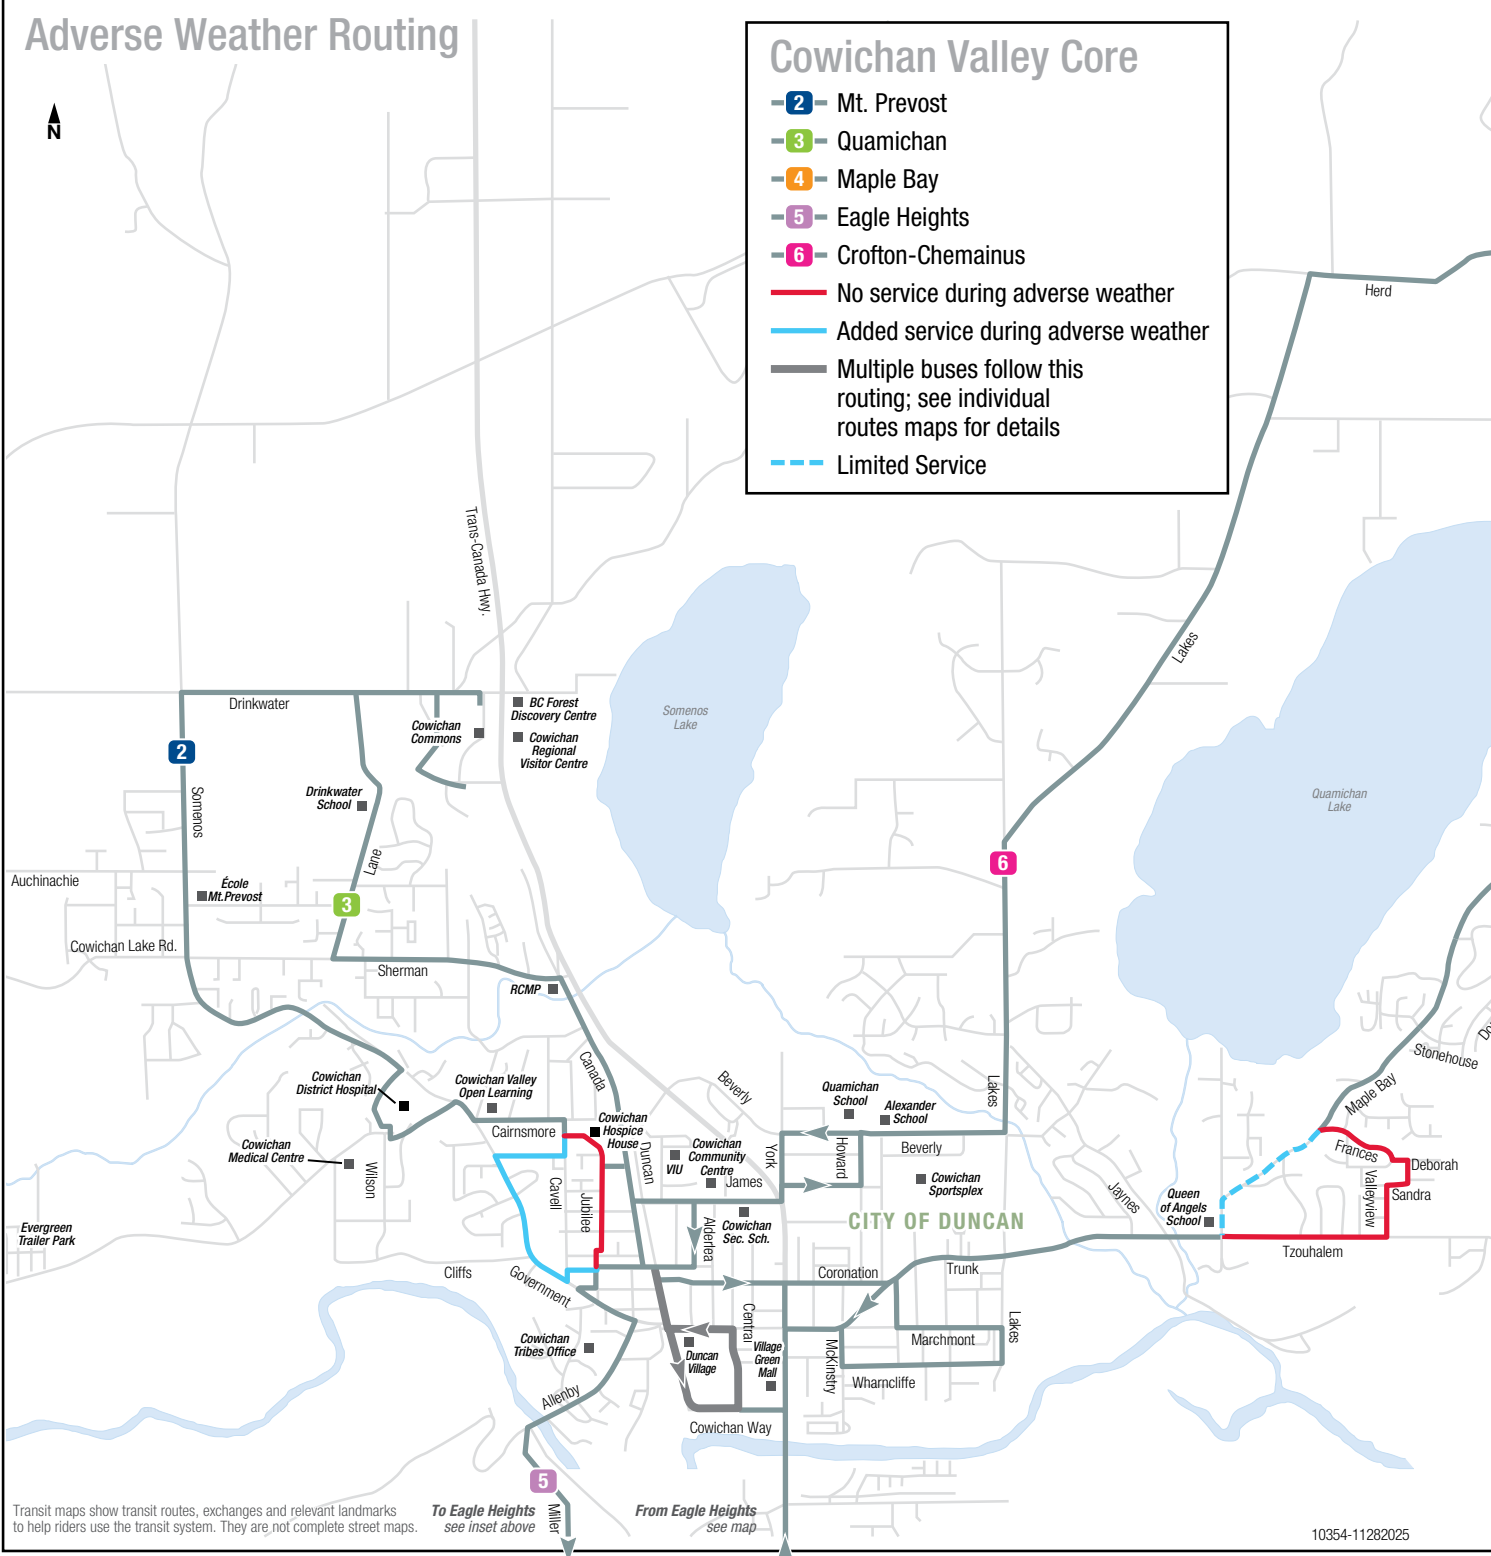 Adverse Weather Routing
N
Cowichan Valley Core
2 Mt. Prevost
3 Quamichan
4 Maple Bay
5 Eagle Heights
6 Crofton-Chemainus
No service during adverse weather
Added service during adverse weather
Multiple buses follow this
routing; see individual
routes maps for details
Limited Service
Herd
Trans-Canada Hwy.
Lakes
Drinkwater
BC Forest
Discovery Centre
Cowichan
Commons
Cowichan
Regional
Visitor Centre
Somenos
Lake
2
Somenos
Drinkwater
School
Quamichan
Lake
Lane
6
Auchinachie
École
Mt.Prevost
3
Cowichan Lake Rd.
Sherman
RCMP
Stonehouse
Canada
Cowichan
District Hospital
Cowichan Valley
Open Learning
Beverly
Quamichan
School
Alexander
School
Lakes
Maple Bay
Cairnsmore
Cowichan
Hospice
House
Duncan
Cowichan
Community
Centre
VIU
James
York
Howard
Beverly
Cowichan
Medical Centre
Wilson
Cavell
Jubilee
Cowichan
Sportsplex
Jaynes
Queen
of Angels
School
Frances
Valleyview
Deborah
Sandra
Tzouhalem
Evergreen
Trailer Park
Alderlea
Cowichan
Sec. Sch.
CITY OF DUNCAN
Cliffs
Government
Coronation
Trunk
Central
Lakes
Cowichan
Tribes Office
Duncan
Village
Village
Green
Mall
McKinstry
Marchmont
Wharncliffe
Allenby
Cowichan Way
5
Miller
Transit maps show transit routes, exchanges and relevant landmarks
to help riders use the transit system. They are not complete street maps.
To Eagle Heights
see inset above
From Eagle Heights
see map
10354-11282025